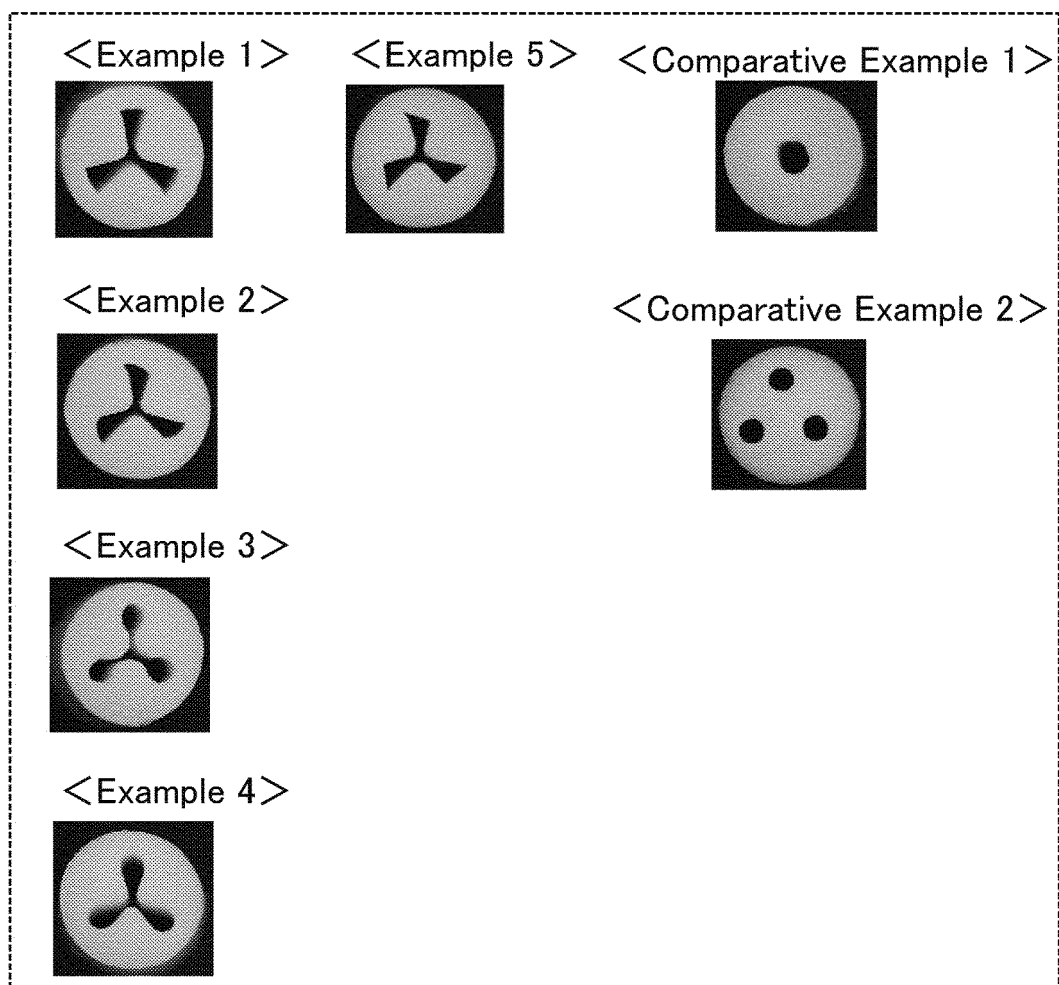 <Example 1>
<Example 5>
<Comparative Example 1>
<Example 2>
<Comparative Example 2>
<Example 3>
<Example 4>